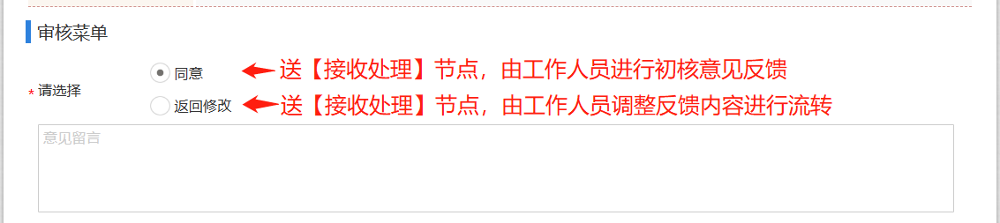 审核菜单
同意 送【接收处理】节点，由工作人员进行初核意见反馈
* 请选择
返回修改 送【接收处理】节点，由工作人员调整反馈内容进行流转
意见留言